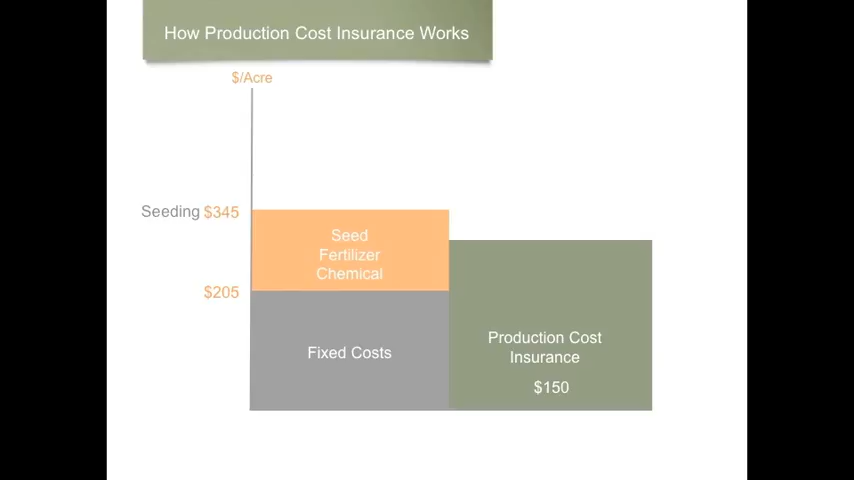 How Production Cost Insurance Works
$/Acre
Seeding $345
Seed
Fertilizer
Chemical
$205
Fixed Costs
Production Cost
Insurance
$150